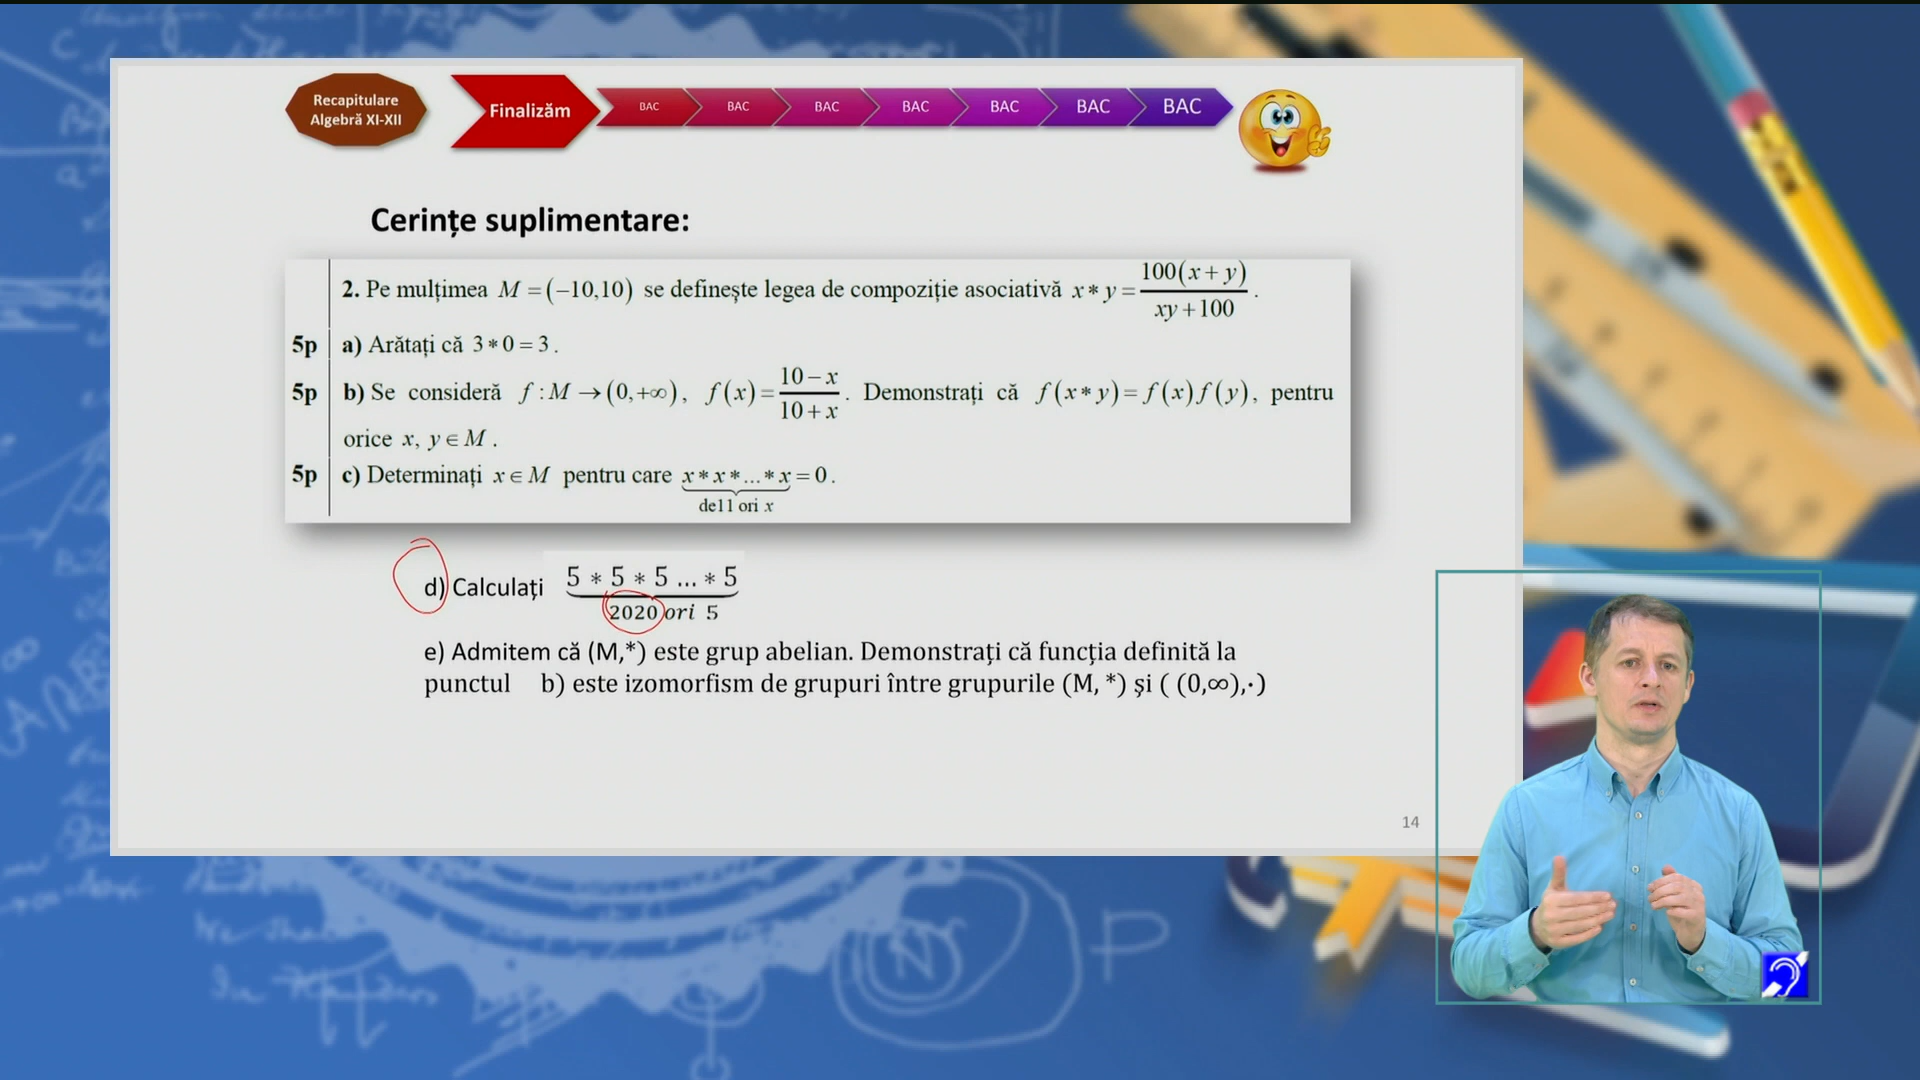 Recapitulare
Algebră XI-XII
Finalizăm
BAC BAC BAC BAC BAC BAC BAC
Cerințe suplimentare:
2. Pe mulțimea M = (−10,10) se definește legea de compoziție asociativă x * y = 100(x + y) / (xy + 100).
5p a) Arătați că 3 * 0 = 3.
5p b) Se consideră f : M → (0,+∞), f(x) = (10 − x) / (10 + x). Demonstrați că f(x * y) = f(x) f(y), pentru
orice x, y ∈ M.
5p c) Determinați x ∈ M pentru care x * x * ... * x = 0.
de11 ori x
d) Calculați 5 * 5 * 5 ... * 5
2020 ori 5
e) Admitem că (M,*) este grup abelian. Demonstrați că funcția definită la
punctul b) este izomorfism de grupuri între grupurile (M, *) și ( (0,∞),·)
14